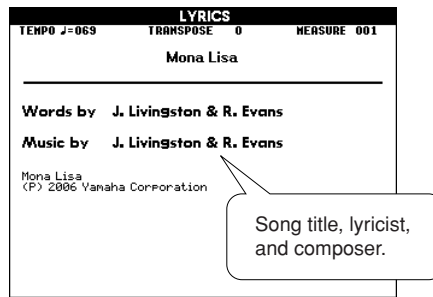 LYRICS
TEMPO ♩=069 TRANSPOSE 0 MEASURE 001
Mona Lisa
Words by J. Livingston & R. Evans
Music by J. Livingston & R. Evans
Mona Lisa
(P) 2006 Yamaha Corporation
Song title, lyricist,
and composer.